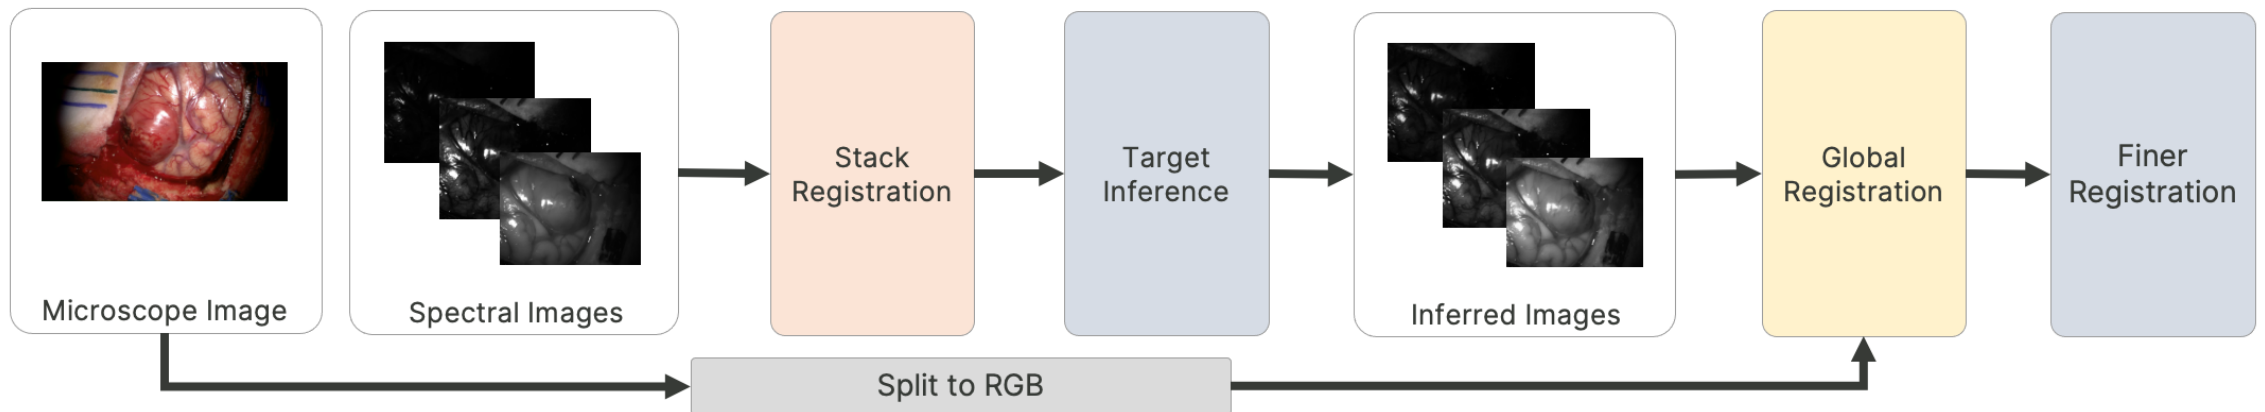 Microscope Image
Spectral Images
Stack
Registration
Target
Inference
Inferred Images
Global
Registration
Finer
Registration
Split to RGB